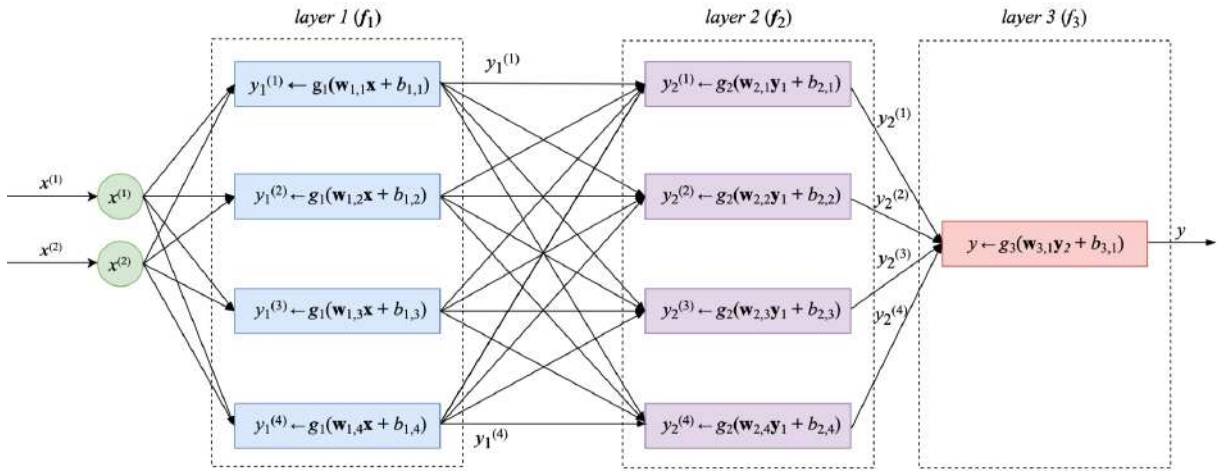 layer 1 (f₁)
layer 2 (f₂)
layer 3 (f₃)
y₁⁽¹⁾ ← g₁(w₁,₁x + b₁,₁)
y₁⁽¹⁾
y₂⁽¹⁾ ← g₂(w₂,₁y₁ + b₂,₁)
y₂⁽¹⁾
x⁽¹⁾
x⁽¹⁾
y₁⁽²⁾ ← g₁(w₁,₂x + b₁,₂)
y₂⁽²⁾ ← g₂(w₂,₂y₁ + b₂,₂)
y₂⁽²⁾
x⁽²⁾
x⁽²⁾
y ← g₃(w₃,₁y₂ + b₃,₁)
y
y₂⁽³⁾
y₁⁽³⁾ ← g₁(w₁,₃x + b₁,₃)
y₂⁽³⁾ ← g₂(w₂,₃y₁ + b₂,₃)
y₂⁽⁴⁾
y₁⁽⁴⁾ ← g₁(w₁,₄x + b₁,₄)
y₁⁽⁴⁾
y₂⁽⁴⁾ ← g₂(w₂,₄y₁ + b₂,₄)